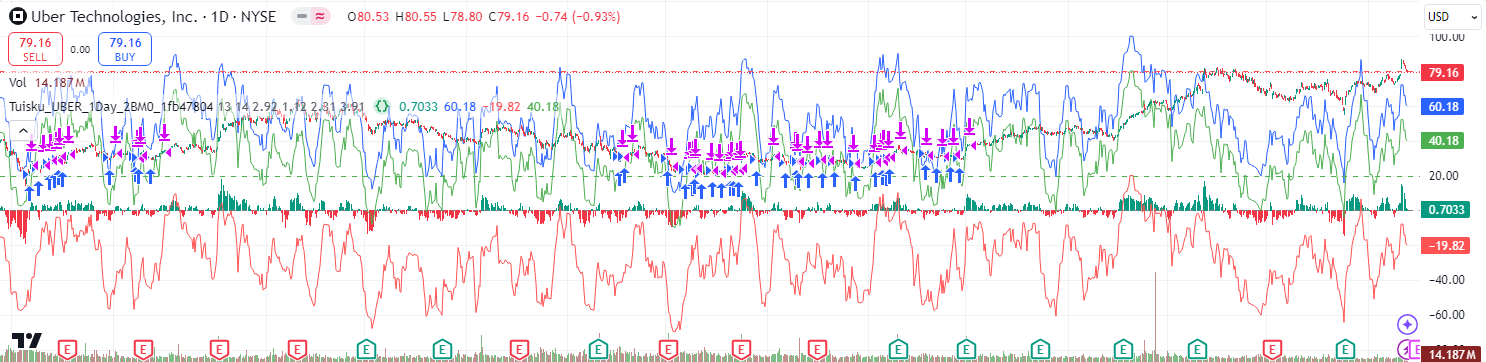 Uber Technologies, Inc. · 1D · NYSE O80.53 H80.55 L78.80 C79.16 −0.74 (−0.93%) USD
100.00
79.16 0.00 79.16
SELL BUY
79.16
Vol 14.187M
Tuisku_UBER_1Day_2BM0_1fb47804 13 14 2.92 1.12 2.81 3.91 0.7033 60.18 −19.82 40.18
60.18
40.18
20.00
0.7033
−19.82
−40.00
−60.00
E E E E E E E E E E E E E E E E E E
14.187M